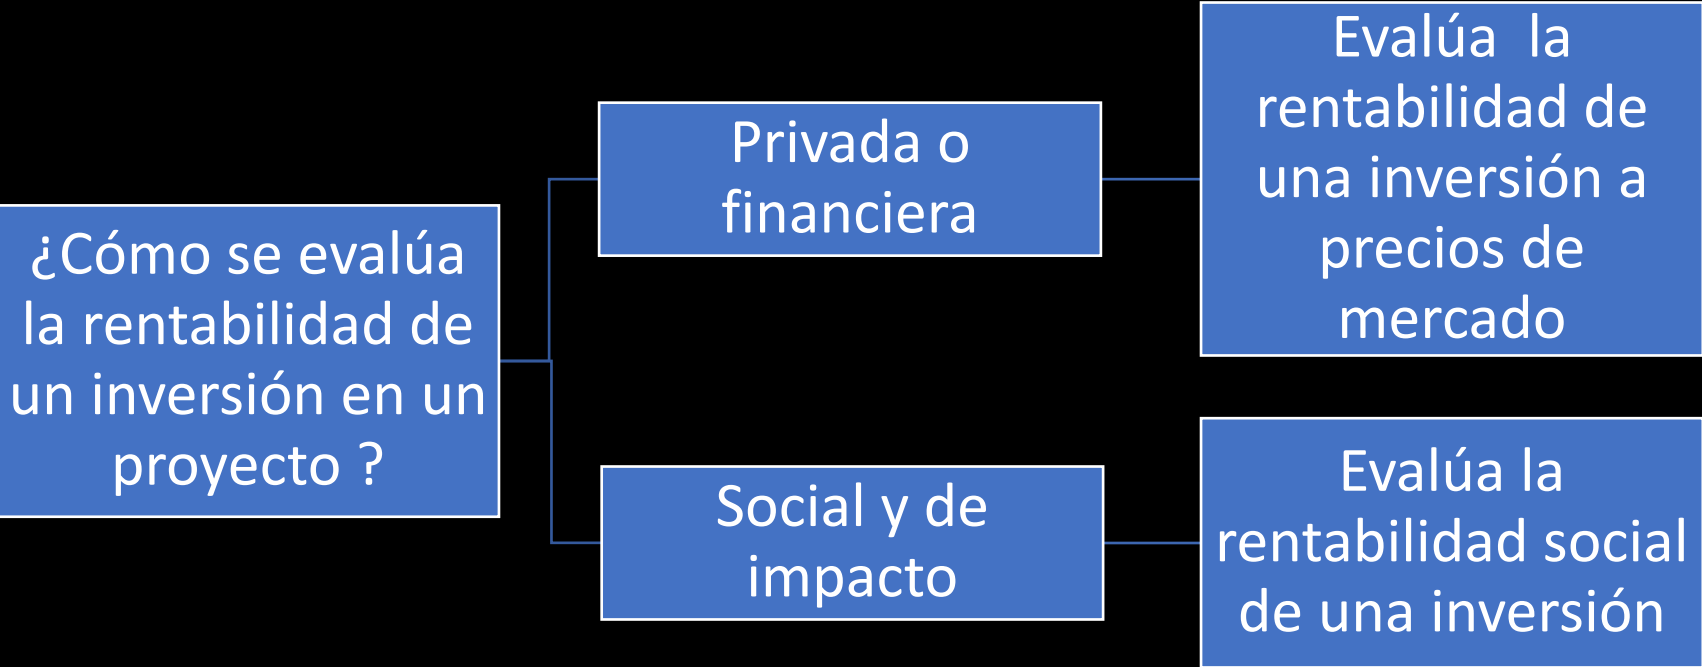 ¿Cómo se evalúa
la rentabilidad de
un inversión en un
proyecto ?
Privada o
financiera
Evalúa  la
rentabilidad de
una inversión a
precios de
mercado
Social y de
impacto
Evalúa la
rentabilidad social
de una inversión